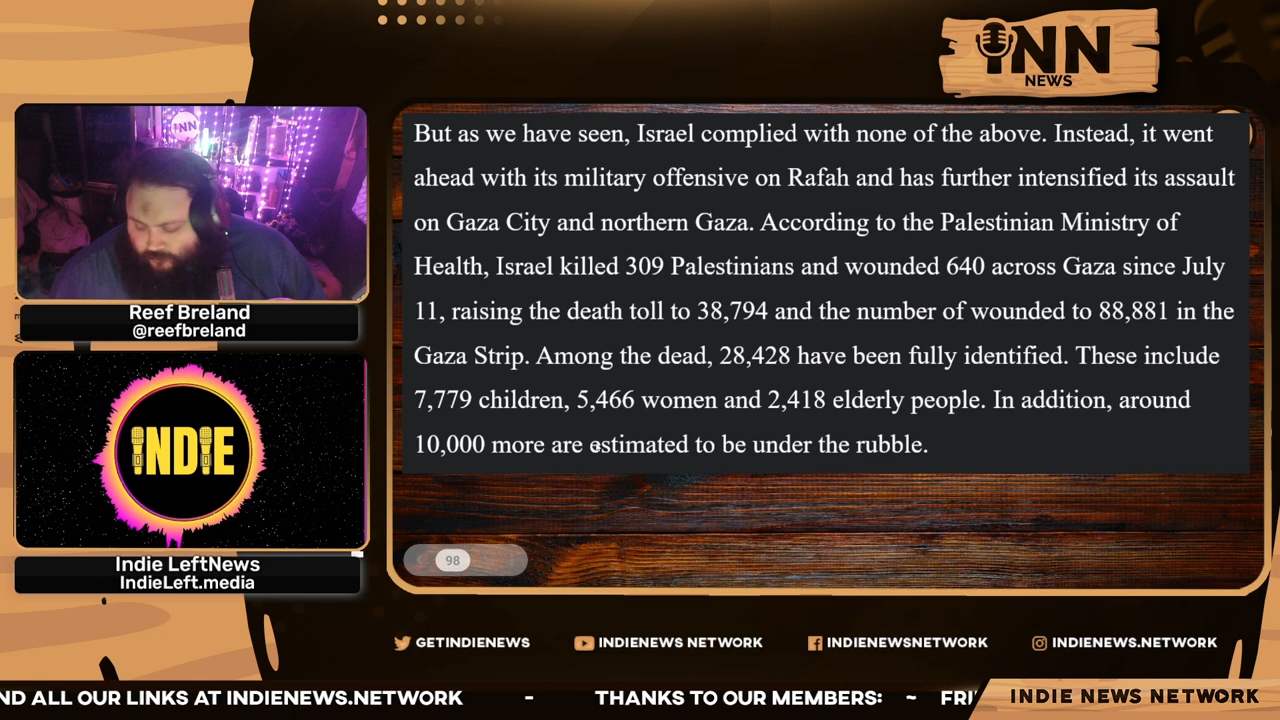 iNN
NEWS
But as we have seen, Israel complied with none of the above. Instead, it went
ahead with its military offensive on Rafah and has further intensified its assault
on Gaza City and northern Gaza. According to the Palestinian Ministry of
Health, Israel killed 309 Palestinians and wounded 640 across Gaza since July
11, raising the death toll to 38,794 and the number of wounded to 88,881 in the
Gaza Strip. Among the dead, 28,428 have been fully identified. These include
7,779 children, 5,466 women and 2,418 elderly people. In addition, around
10,000 more are estimated to be under the rubble.
98
iNN
Reef Breland
@reefbreland
iNDiE
Indie LeftNews
IndieLeft.media
GETINDIENEWS
INDIENEWS NETWORK
INDIENEWSNETWORK
INDIENEWS.NETWORK
ND ALL OUR LINKS AT INDIENEWS.NETWORK - THANKS TO OUR MEMBERS: ~ FRI
INDIE NEWS NETWORK